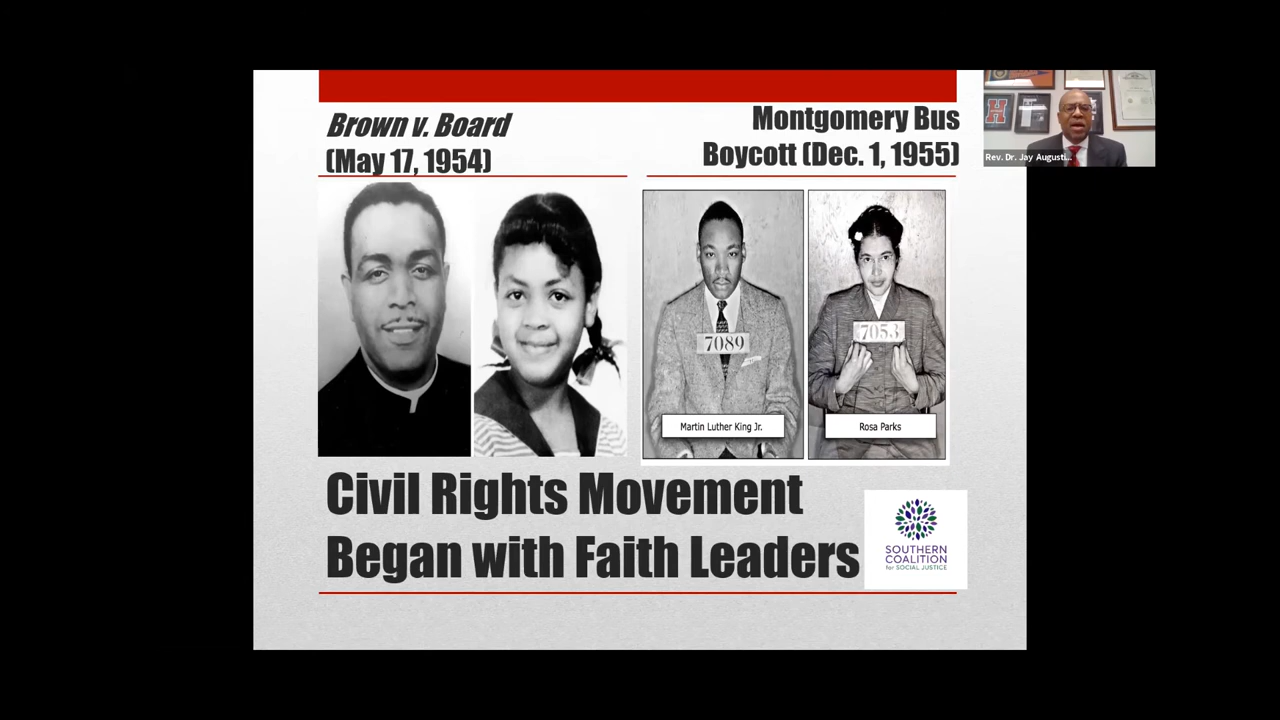 Brown v. Board
(May 17, 1954)
Montgomery Bus
Boycott (Dec. 1, 1955)
Rev. Dr. Jay Augusti...
H
7089
7053
Martin Luther King Jr.
Rosa Parks
Civil Rights Movement
Began with Faith Leaders
SOUTHERN
COALITION
for SOCIAL JUSTICE